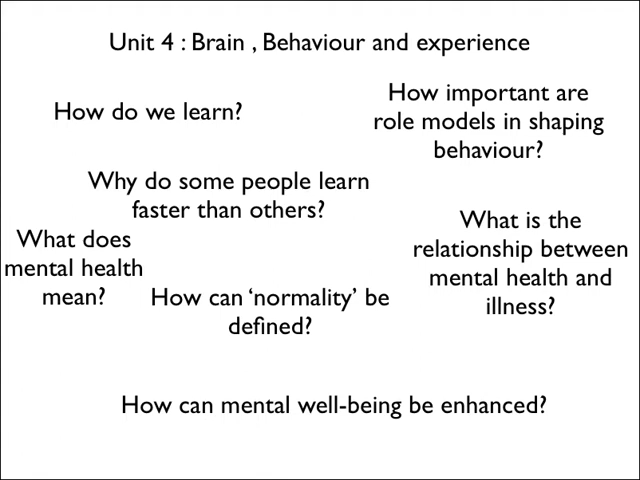 Unit 4 : Brain , Behaviour and experience
How do we learn?
How important are
role models in shaping
behaviour?
Why do some people learn
faster than others?
What does
mental health
mean?
What is the
relationship between
mental health and
illness?
How can ‘normality’ be
defined?
How can mental well-being be enhanced?